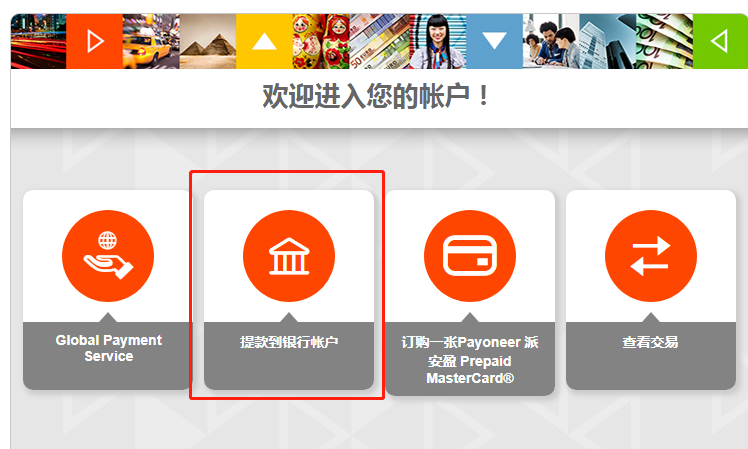 欢迎进入您的帐户！
Global Payment
Service
提款到银行帐户
订购一张Payoneer 派
安盈 Prepaid
MasterCard®
查看交易